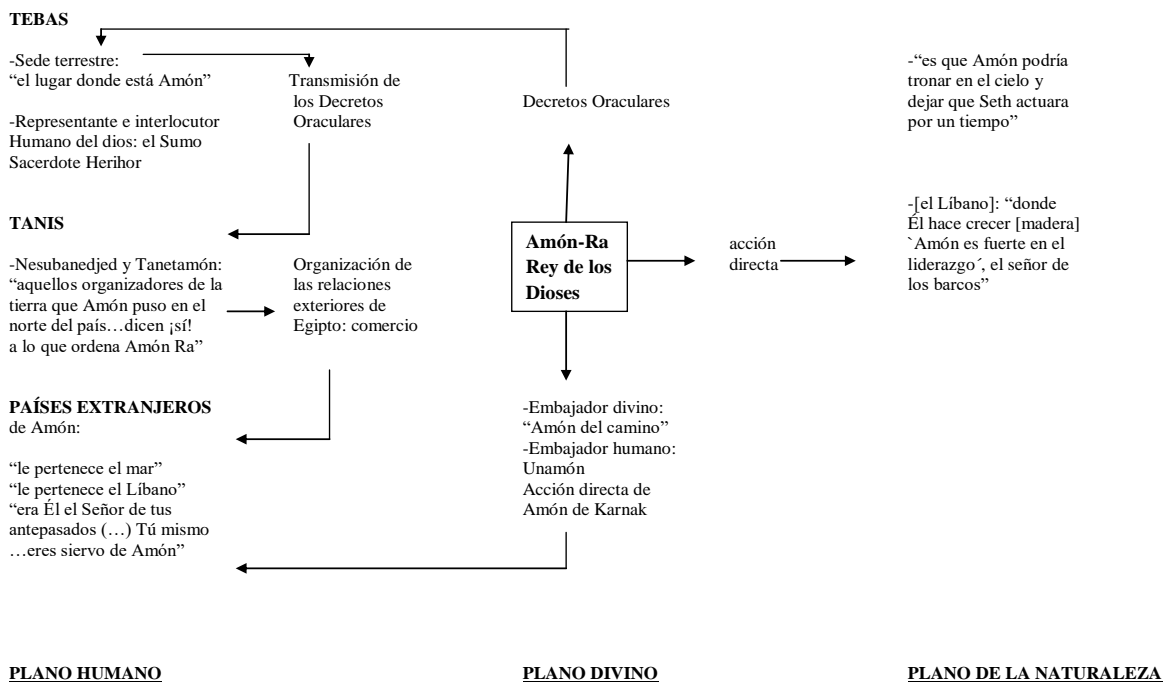 TEBAS
-Sede terrestre:
“el lugar donde está Amón”
-Representante e interlocutor
Humano del dios: el Sumo
Sacerdote Herihor
Transmisión de
los Decretos
Oraculares
TANIS
-Nesubanedjed y Tanetamón:
“aquellos organizadores de la
tierra que Amón puso en el
norte del país…dicen ¡sí!
a lo que ordena Amón Ra”
Organización de
las relaciones
exteriores de
Egipto: comercio
PAÍSES EXTRANJEROS
de Amón:
“le pertenece el mar”
“le pertenece el Líbano”
“era Él el Señor de tus
antepasados (…) Tú mismo
…eres siervo de Amón”
PLANO HUMANO
Decretos Oraculares
Amón-Ra
Rey de los
Dioses
-Embajador divino:
“Amón del camino”
-Embajador humano:
Unamón
Acción directa de
Amón de Karnak
PLANO DIVINO
acción
directa
-“es que Amón podría
tronar en el cielo y
dejar que Seth actuara
por un tiempo”
-[el Líbano]: “donde
Él hace crecer [madera]
`Amón es fuerte en el
liderazgo´, el señor de
los barcos”
PLANO DE LA NATURALEZA